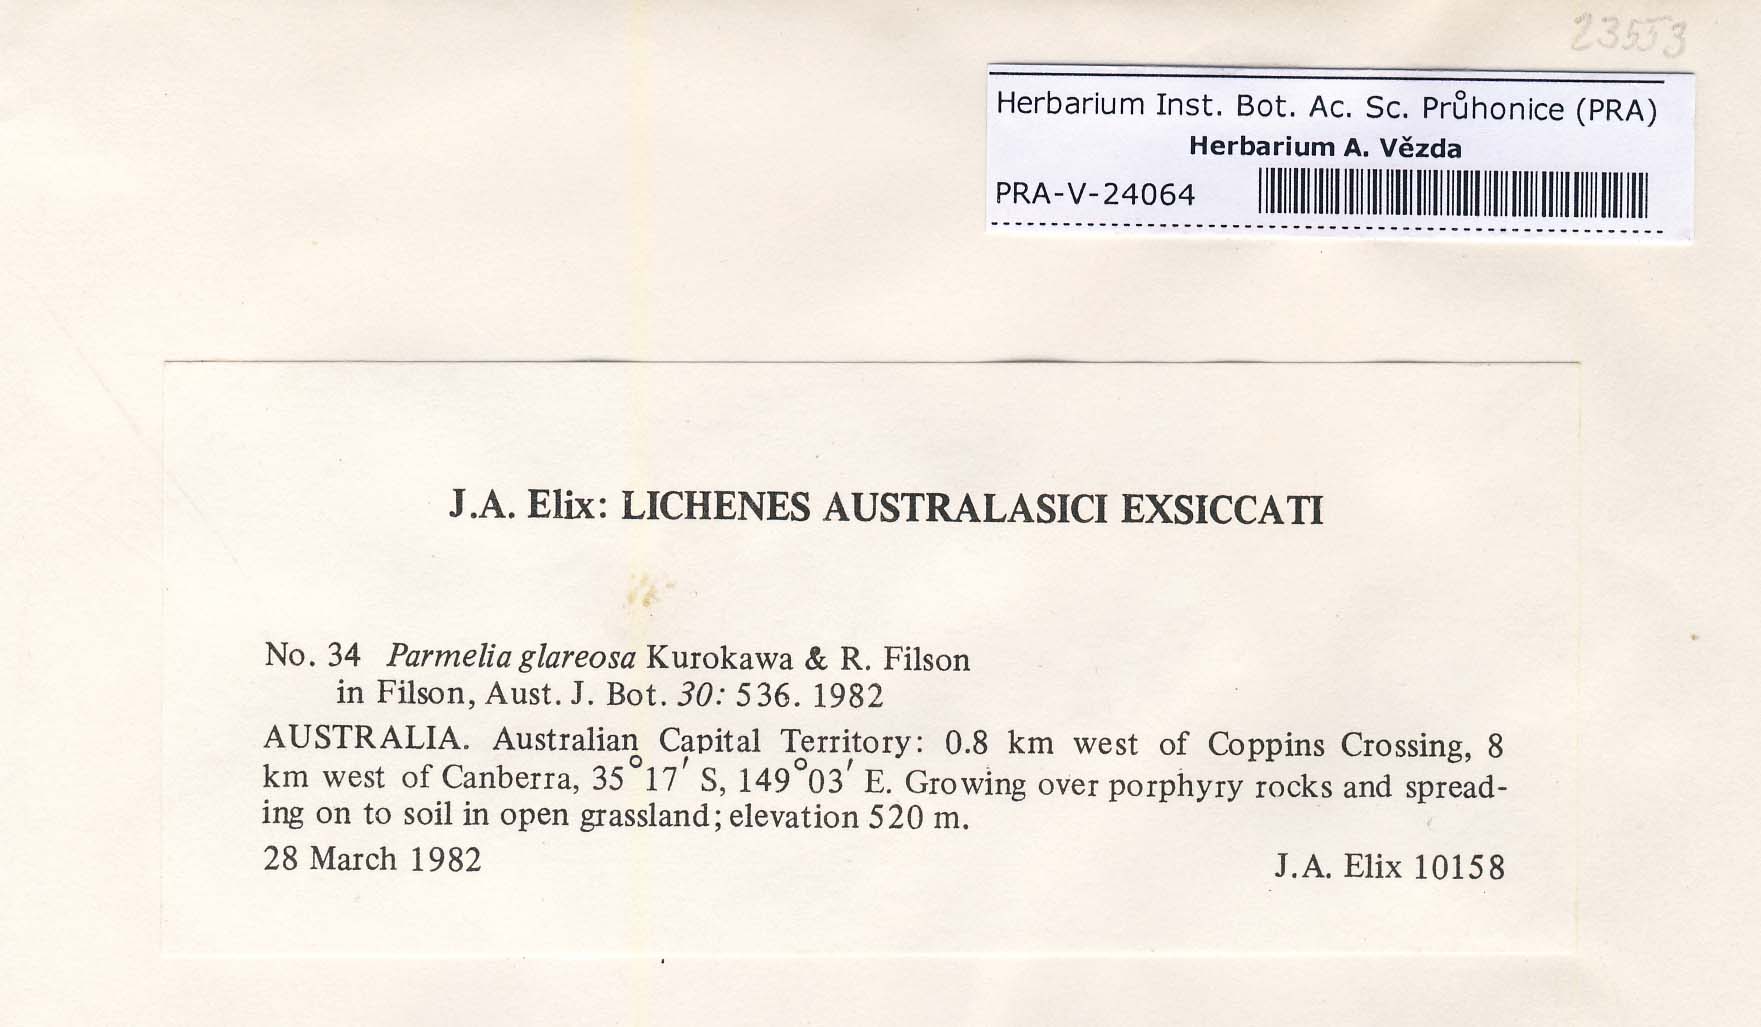 23553
Herbarium Inst. Bot. Ac. Sc. Průhonice (PRA)
Herbarium A. Vězda
PRA-V-24064
J.A. Elix: LICHENES AUSTRALASICI EXSICCATI
No. 34 Parmelia glareosa Kurokawa & R. Filson
in Filson, Aust. J. Bot. 30: 536. 1982
AUSTRALIA. Australian Capital Territory: 0.8 km west of Coppins Crossing, 8
km west of Canberra, 35°17′ S, 149°03′ E. Growing over porphyry rocks and spread-
ing on to soil in open grassland; elevation 520 m.
28 March 1982 J.A. Elix 10158